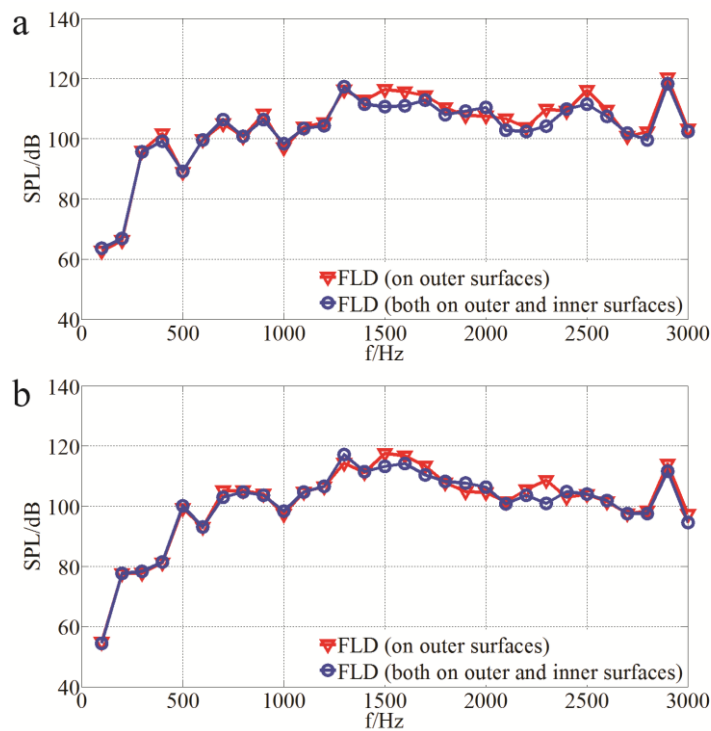 a
140
120
100
80
60
40
SPL/dB
FLD (on outer surfaces)
FLD (both on outer and inner surfaces)
0 500 1000 1500 2000 2500 3000
f/Hz
b
140
120
100
80
60
40
SPL/dB
FLD (on outer surfaces)
FLD (both on outer and inner surfaces)
0 500 1000 1500 2000 2500 3000
f/Hz